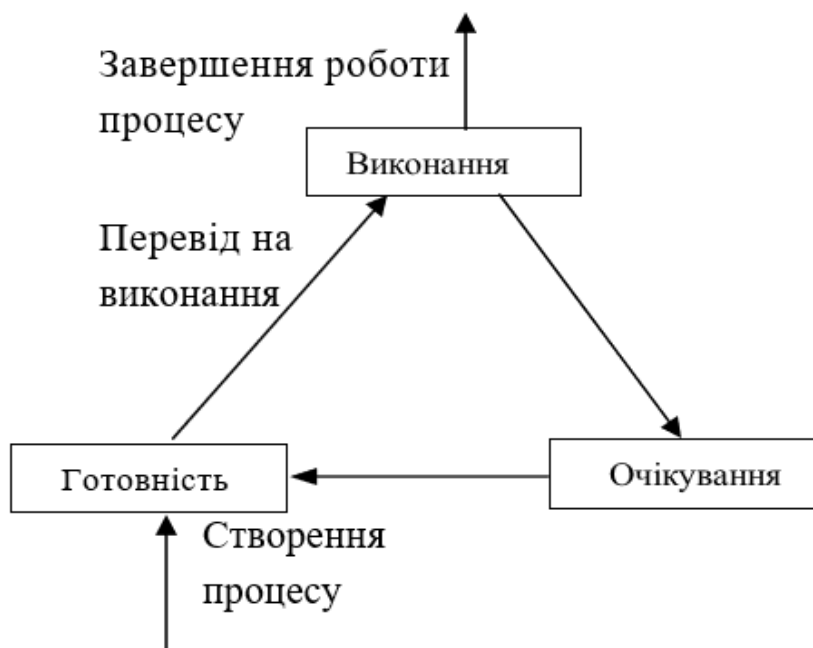 Завершення роботи
процесу
Виконання
Перевід на
виконання
Готовність
Очікування
Створення
процесу